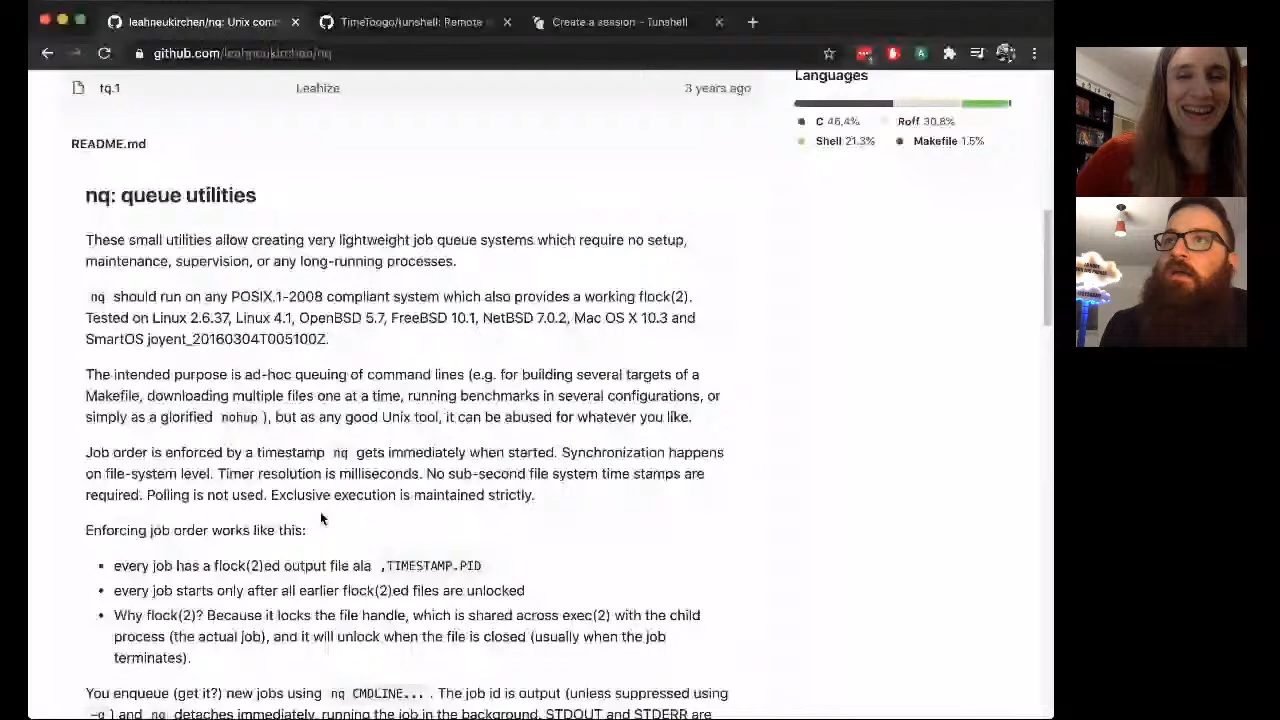 leahneukirchen/nq: Unix comm
TimeToogo/tunshell: Remote
Create a session – Tunshell
github.com/leahneukirchen/nq
tq.1
Leahize
3 years ago
Languages
C 46.4%
Roff 30.8%
Shell 21.3%
Makefile 1.5%
README.md
nq: queue utilities
These small utilities allow creating very lightweight job queue systems which require no setup,
maintenance, supervision, or any long-running processes.
nq should run on any POSIX.1-2008 compliant system which also provides a working flock(2).
Tested on Linux 2.6.37, Linux 4.1, OpenBSD 5.7, FreeBSD 10.1, NetBSD 7.0.2, Mac OS X 10.3 and
SmartOS joyent_20160304T005100Z.
The intended purpose is ad-hoc queuing of command lines (e.g. for building several targets of a
Makefile, downloading multiple files one at a time, running benchmarks in several configurations, or
simply as a glorified nohup ), but as any good Unix tool, it can be abused for whatever you like.
Job order is enforced by a timestamp nq gets immediately when started. Synchronization happens
on file-system level. Timer resolution is milliseconds. No sub-second file system time stamps are
required. Polling is not used. Exclusive execution is maintained strictly.
Enforcing job order works like this:
every job has a flock(2)ed output file ala ,TIMESTAMP.PID
every job starts only after all earlier flock(2)ed files are unlocked
Why flock(2)? Because it locks the file handle, which is shared across exec(2) with the child
process (the actual job), and it will unlock when the file is closed (usually when the job
terminates).
You enqueue (get it?) new jobs using nq CMDLINE... . The job id is output (unless suppressed using
-q ) and nq detaches immediately, running the job in the background. STDOUT and STDERR are